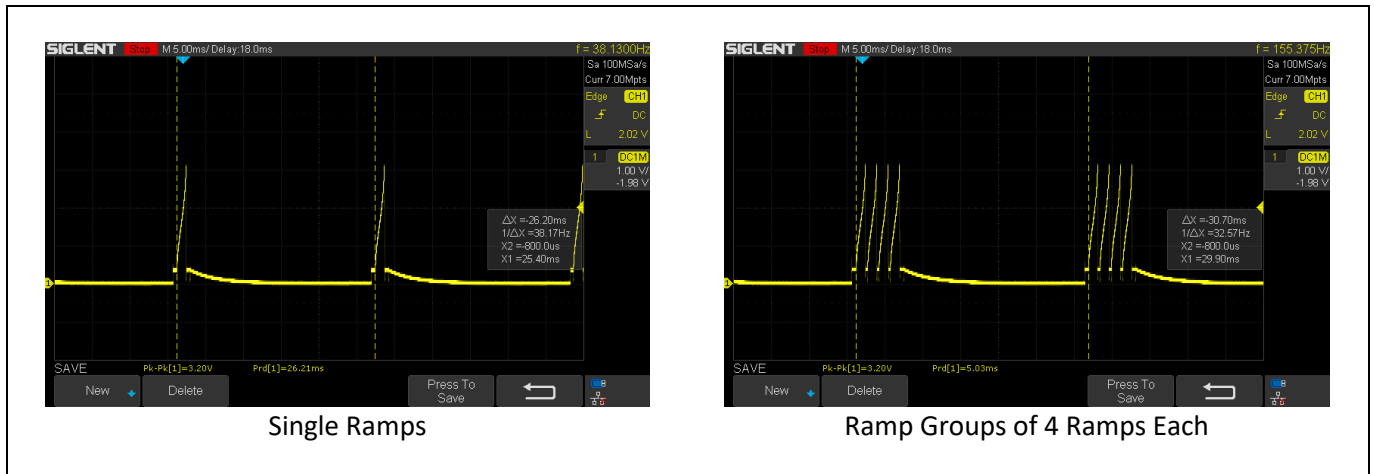 SIGLENT Stop M 5.00ms/ Delay:18.0ms f = 38.1300Hz
Sa 100MSa/s
Curr 7.00Mpts
Edge CH1
DC
L 2.02 V
1 DC1M
1.00 V/
-1.98 V
△X =-26.20ms
1/△X =38.17Hz
X2 =-800.0us
X1 =25.40ms
1
SAVE Pk-Pk[1]=3.20V Prd[1]=26.21ms
New Delete Press To
Save
Single Ramps
SIGLENT Stop M 5.00ms/ Delay:18.0ms f = 155.375Hz
Sa 100MSa/s
Curr 7.00Mpts
Edge CH1
DC
L 2.02 V
1 DC1M
1.00 V/
-1.98 V
△X =-30.70ms
1/△X =32.57Hz
X2 =-800.0us
X1 =29.90ms
1
SAVE Pk-Pk[1]=3.20V Prd[1]=5.03ms
New Delete Press To
Save
Ramp Groups of 4 Ramps Each